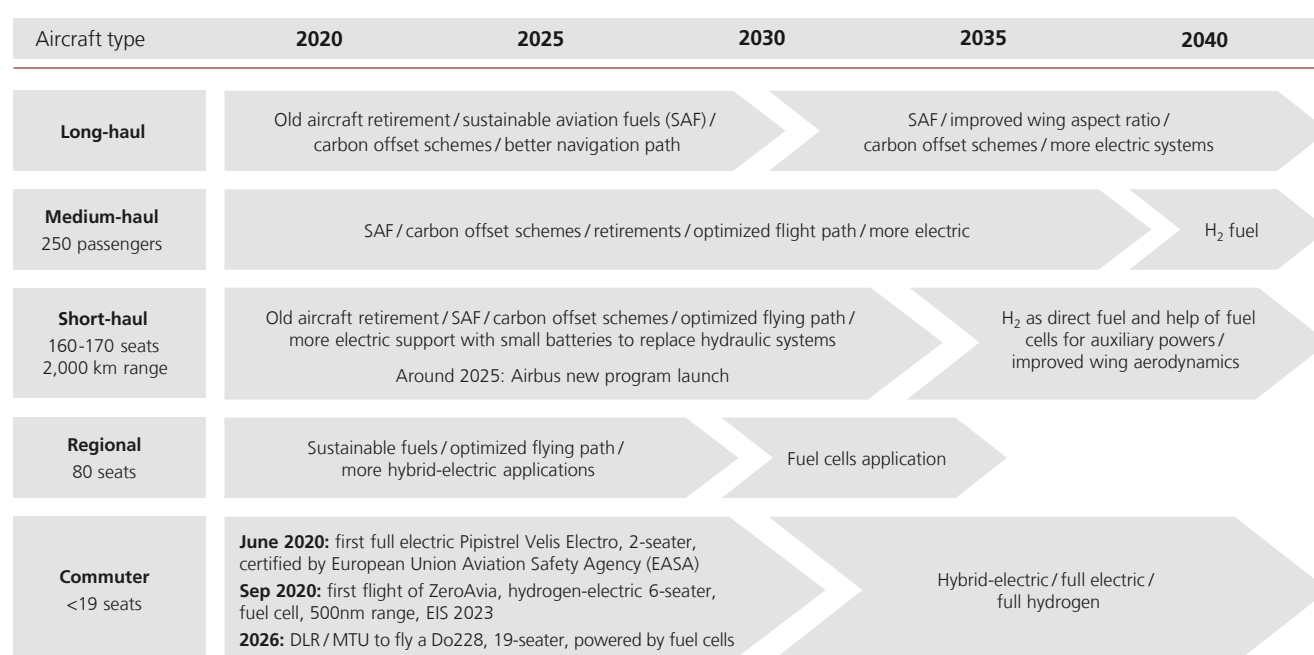 Aircraft type 2020 2025 2030 2035 2040
Long-haul
Old aircraft retirement / sustainable aviation fuels (SAF) /
carbon offset schemes / better navigation path
SAF / improved wing aspect ratio /
carbon offset schemes / more electric systems
Medium-haul
250 passengers
SAF / carbon offset schemes / retirements / optimized flight path / more electric
H₂ fuel
Short-haul
160-170 seats
2,000 km range
Old aircraft retirement / SAF / carbon offset schemes / optimized flying path /
more electric support with small batteries to replace hydraulic systems
Around 2025: Airbus new program launch
H₂ as direct fuel and help of fuel
cells for auxiliary powers /
improved wing aerodynamics
Regional
80 seats
Sustainable fuels / optimized flying path /
more hybrid-electric applications
Fuel cells application
Commuter
<19 seats
June 2020: first full electric Pipistrel Velis Electro, 2-seater,
certified by European Union Aviation Safety Agency (EASA)
Sep 2020: first flight of ZeroAvia, hydrogen-electric 6-seater,
fuel cell, 500nm range, EIS 2023
2026: DLR / MTU to fly a Do228, 19-seater, powered by fuel cells
Hybrid-electric / full electric /
full hydrogen